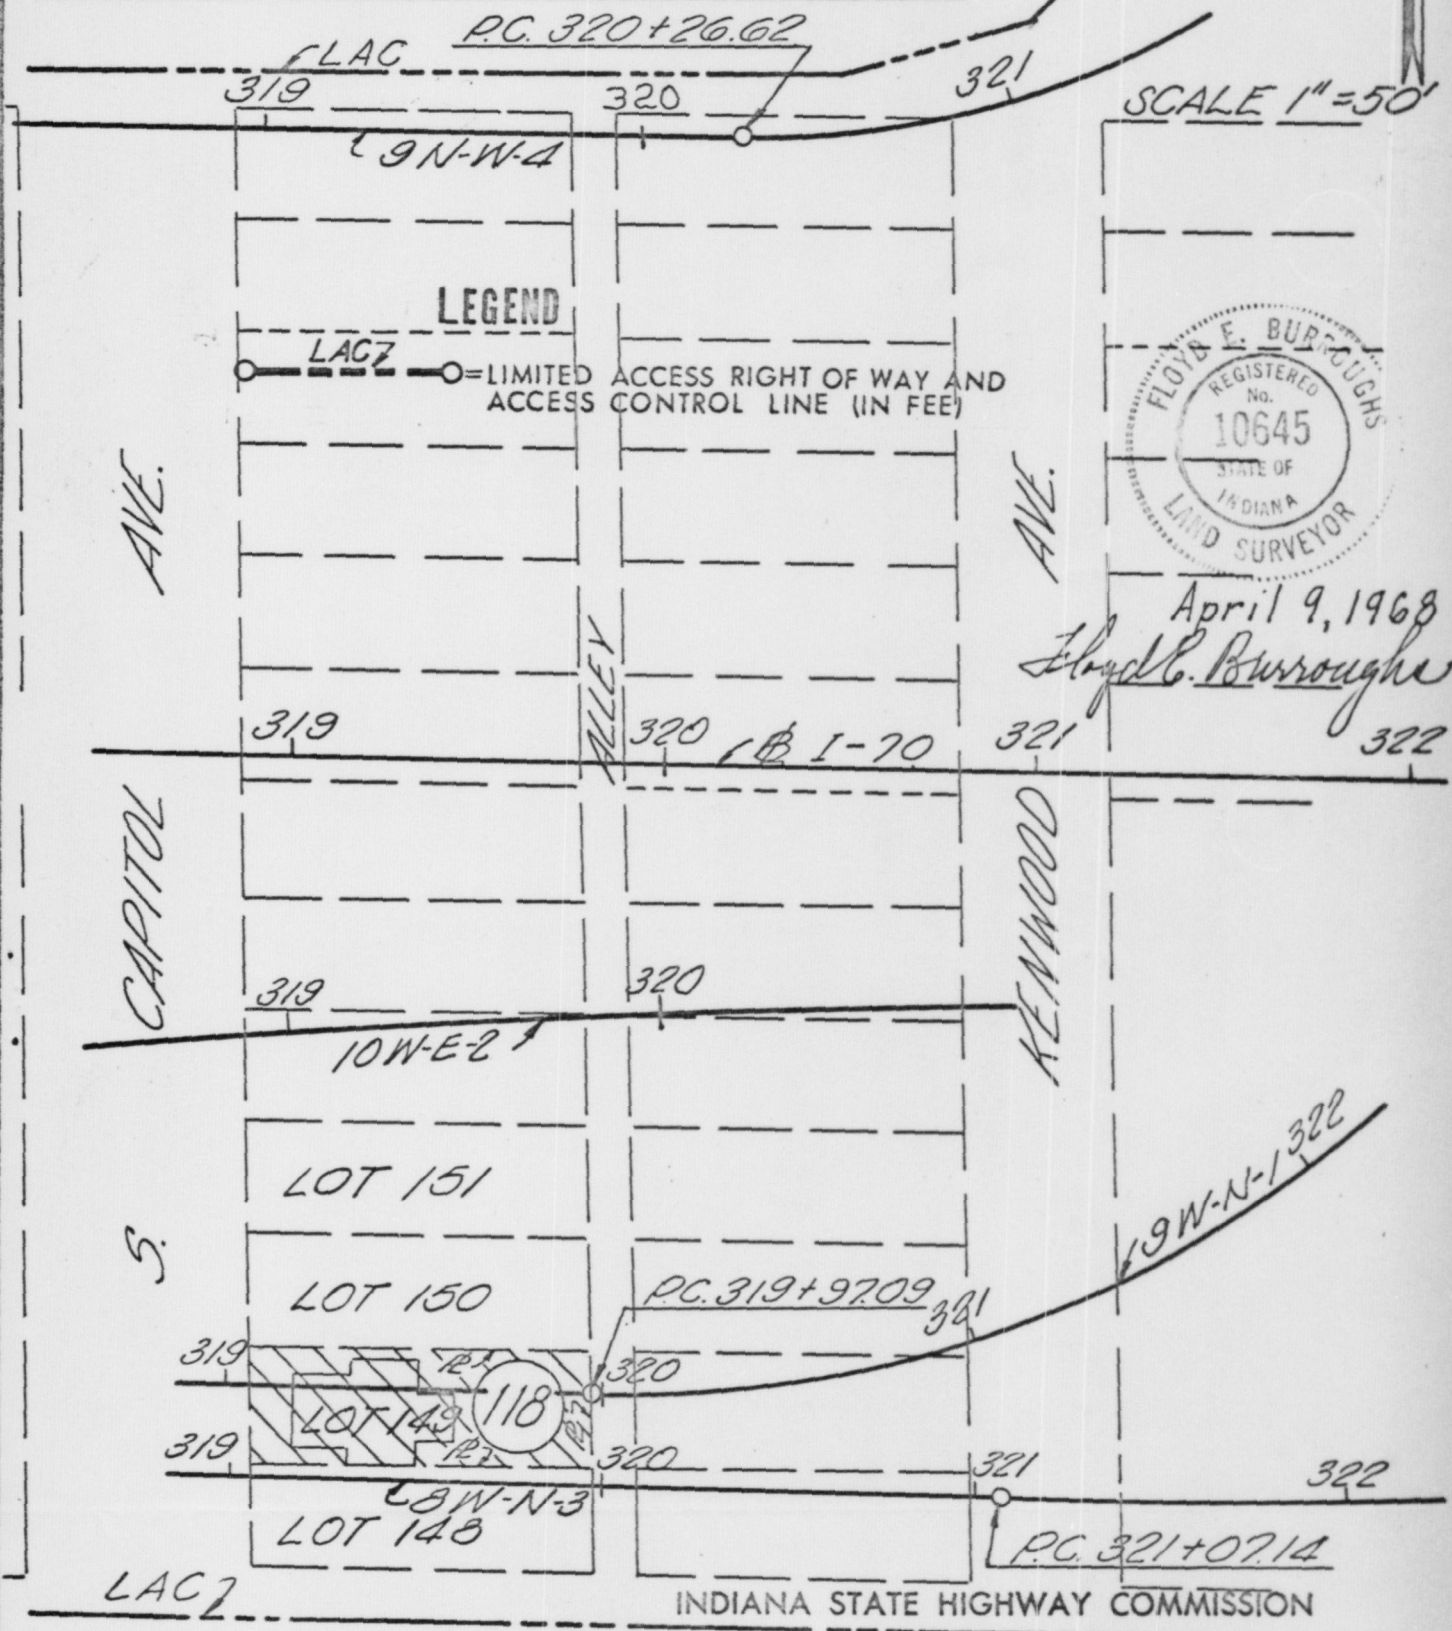 P.C. 320+26.62
LAC
319
320
321
SCALE 1"=50'
9N-W-4
LEGEND
LAC
=LIMITED ACCESS RIGHT OF WAY AND
ACCESS CONTROL LINE (IN FEE)
FLOYD E. BURROUGHS
REGISTERED
No.
10645
STATE OF
INDIANA
LAND SURVEYOR
AVE.
AVE.
April 9, 1968
Floyd E. Burroughs
ALLEY
319
320
I-70
321
322
CAPITOL
KENWOOD
319
320
10W-E-2
LOT 151
322
9W-N-1
S.
LOT 150
P.C. 319+97.09
321
319
320
LOT 149
118
319
320
321
322
8W-N-3
LOT 148
P.C. 321+07.14
LAC
INDIANA STATE HIGHWAY COMMISSION